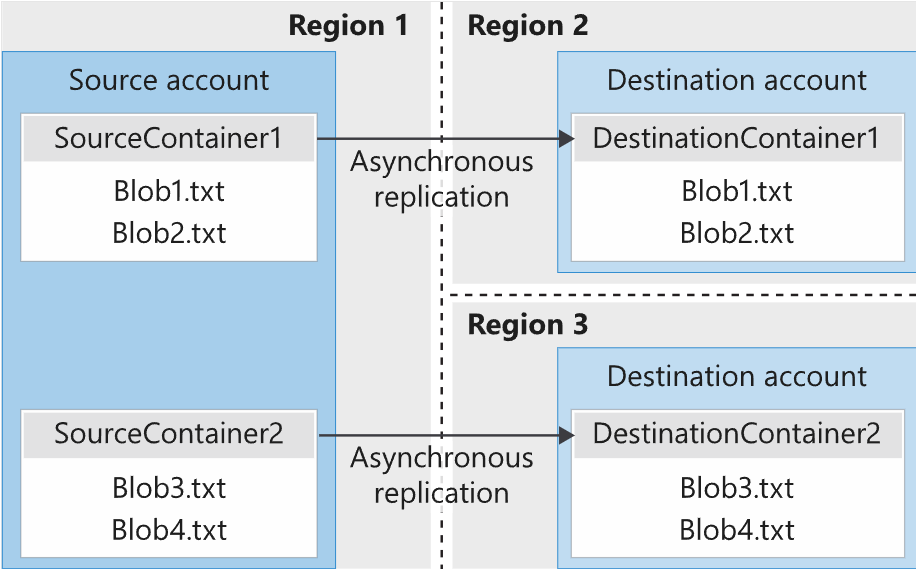 Region 1
Source account
SourceContainer1
Blob1.txt
Blob2.txt
SourceContainer2
Blob3.txt
Blob4.txt
Asynchronous
replication
Asynchronous
replication
Region 2
Destination account
DestinationContainer1
Blob1.txt
Blob2.txt
Region 3
Destination account
DestinationContainer2
Blob3.txt
Blob4.txt